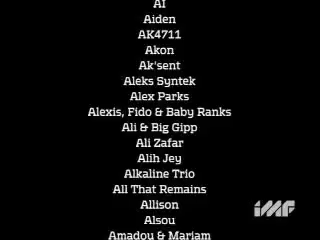 AI
Aiden
AK4711
Akon
Ak'sent
Aleks Syntek
Alex Parks
Alexis, Fido & Baby Ranks
Ali & Big Gipp
Ali Zafar
Alih Jey
Alkaline Trio
All That Remains
Allison
Alsou
Amadou & Mariam
imf